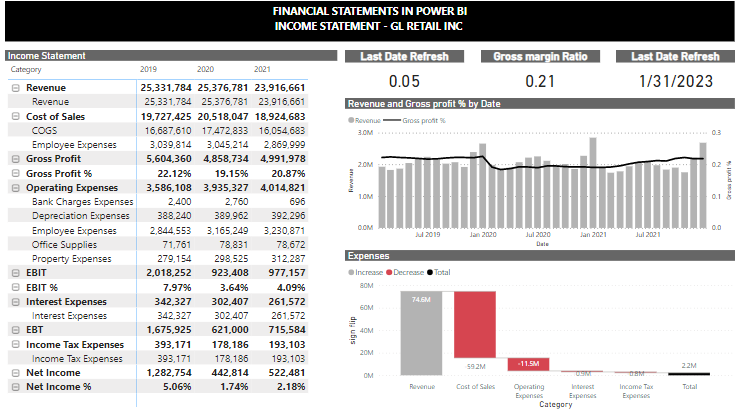 FINANCIAL STATEMENTS IN POWER BI
INCOME STATEMENT - GL RETAIL INC
Income Statement
Category 2019 2020 2021
Revenue 25,331,784 25,376,781 23,916,661
Revenue 25,331,784 25,376,781 23,916,661
Cost of Sales 19,727,425 20,518,047 18,924,683
COGS 16,687,610 17,472,833 16,054,683
Employee Expenses 3,039,814 3,045,214 2,869,999
Gross Profit 5,604,360 4,858,734 4,991,978
Gross Profit % 22.12% 19.15% 20.87%
Operating Expenses 3,586,108 3,935,327 4,014,821
Bank Charges Expenses 2,400 2,760 696
Depreciation Expenses 388,240 389,962 392,296
Employee Expenses 2,844,553 3,165,249 3,230,871
Office Supplies 71,761 78,831 78,672
Property Expenses 279,154 298,525 312,287
EBIT 2,018,252 923,408 977,157
EBIT % 7.97% 3.64% 4.09%
Interest Expenses 342,327 302,407 261,572
Interest Expenses 342,327 302,407 261,572
EBT 1,675,925 621,000 715,584
Income Tax Expenses 393,171 178,186 193,103
Income Tax Expenses 393,171 178,186 193,103
Net Income 1,282,754 442,814 522,481
Net Income % 5.06% 1.74% 2.18%
Last Date Refresh Gross margin Ratio Last Date Refresh
0.05 0.21 1/31/2023
Revenue and Gross profit % by Date
Revenue Gross profit %
3.0M 0.3
2.0M 0.2
1.0M 0.1
0.0M 0.0
Revenue
Gross profit %
Jul 2019 Jan 2020 Jul 2020 Jan 2021 Jul 2021
Date
Expenses
Increase Decrease Total
80M
60M
40M
20M
0M
sign flip
74.6M
59.2M
-11.5M
0.9M
0.8M
2.2M
Revenue Cost of Sales Operating Expenses Interest Expenses Income Tax Expenses Total
Category